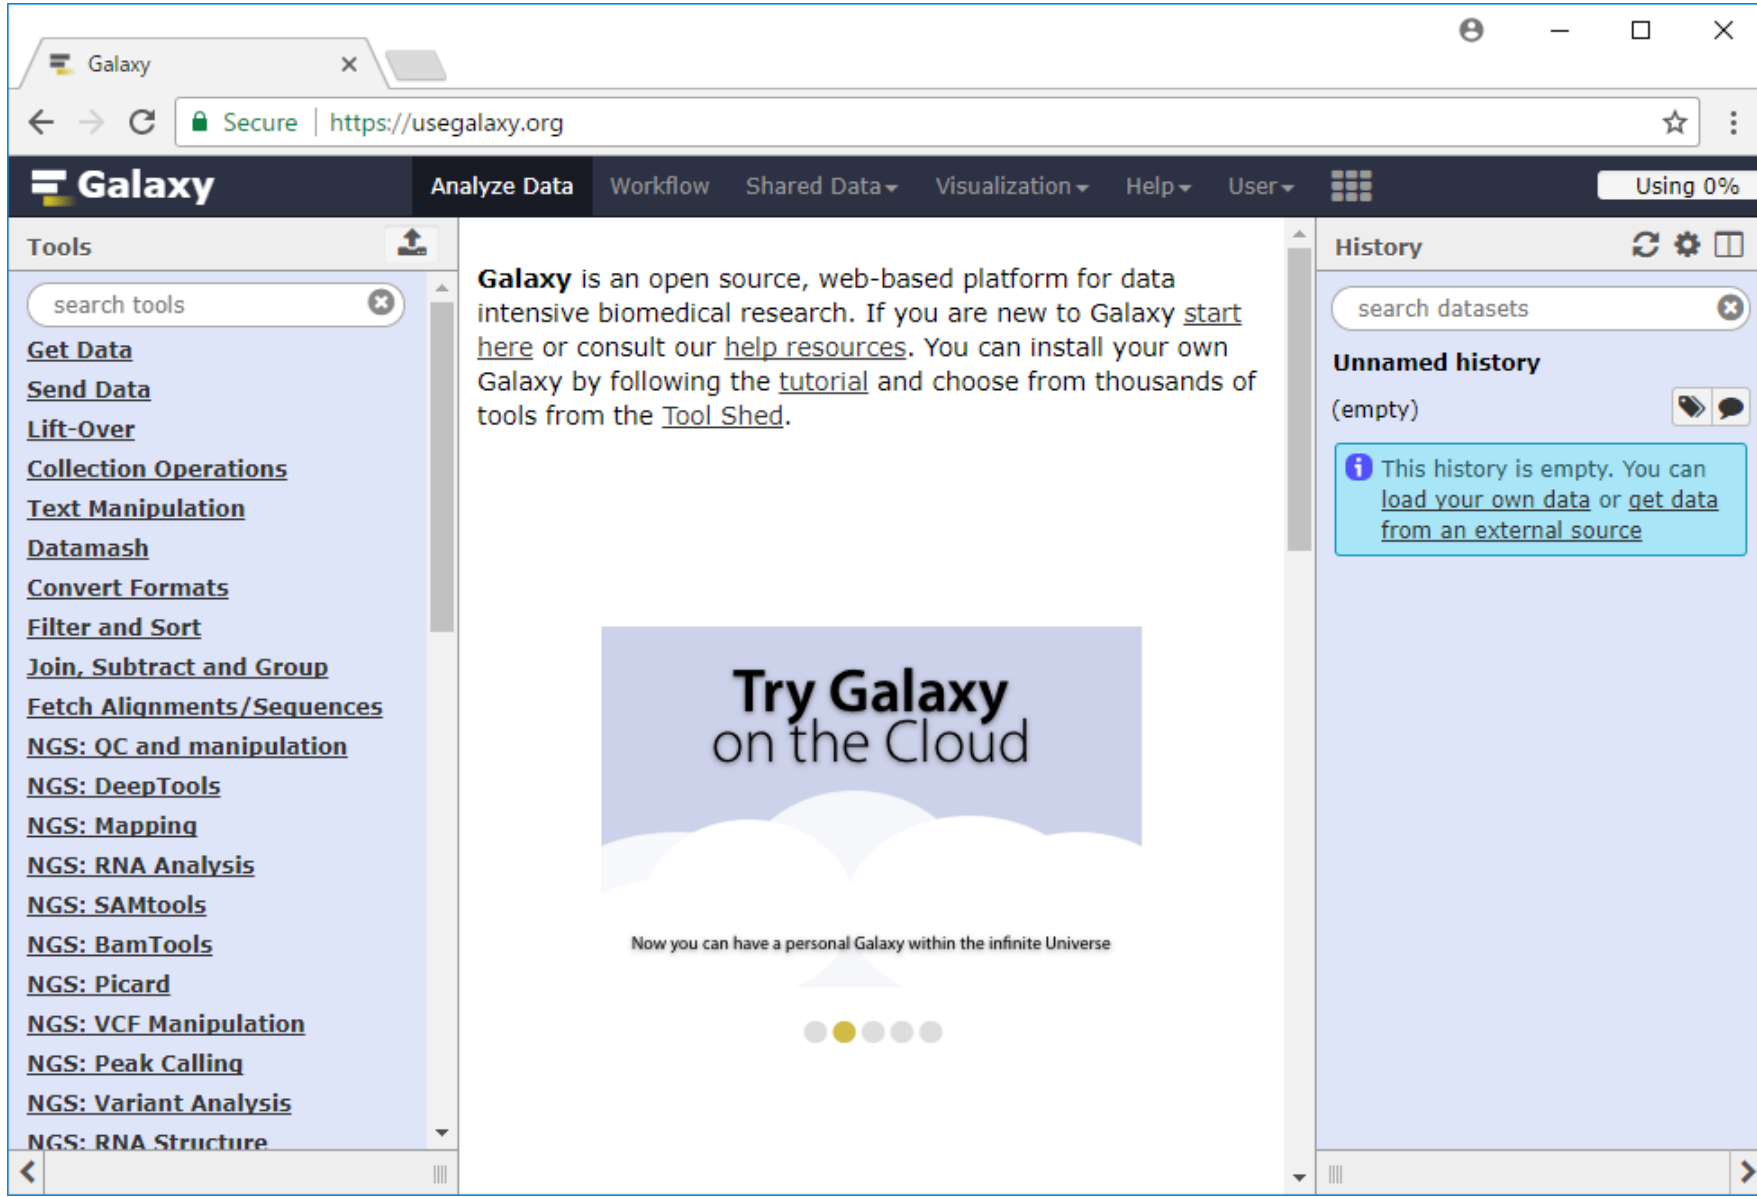 Galaxy
Secure https://usegalaxy.org
Galaxy Analyze Data Workflow Shared Data Visualization Help User Using 0%
Tools
search tools
Get Data
Send Data
Lift-Over
Collection Operations
Text Manipulation
Datamash
Convert Formats
Filter and Sort
Join, Subtract and Group
Fetch Alignments/Sequences
NGS: QC and manipulation
NGS: DeepTools
NGS: Mapping
NGS: RNA Analysis
NGS: SAMtools
NGS: BamTools
NGS: Picard
NGS: VCF Manipulation
NGS: Peak Calling
NGS: Variant Analysis
NGS: RNA Structure
Galaxy is an open source, web-based platform for data
intensive biomedical research. If you are new to Galaxy start
here or consult our help resources. You can install your own
Galaxy by following the tutorial and choose from thousands of
tools from the Tool Shed.
Try Galaxy
on the Cloud
Now you can have a personal Galaxy within the infinite Universe
History
search datasets
Unnamed history
(empty)
This history is empty. You can
load your own data or get data
from an external source